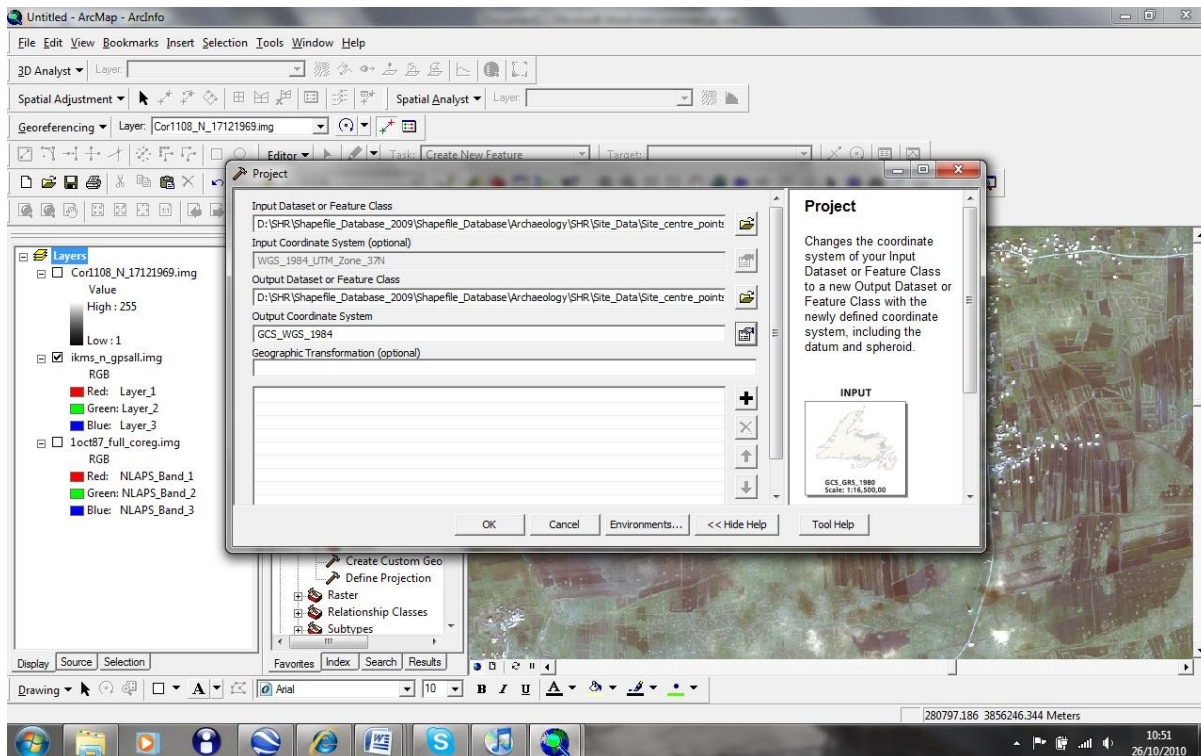 Untitled - ArcMap - ArcInfo
File Edit View Bookmarks Insert Selection Tools Window Help
3D Analyst Layer:
Spatial Adjustment Spatial Analyst Layer:
Georeferencing Layer: Cor1108_N_17121969.img
Editor Task: Create New Feature Target:
Project
Input Dataset or Feature Class
D:\SHR\Shapefile_Database_2009\Shapefile_Database\Archaeology\SHR\Site_Data\Site_centre_points
Input Coordinate System (optional)
WGS_1984_UTM_Zone_37N
Output Dataset or Feature Class
D:\SHR\Shapefile_Database_2009\Shapefile_Database\Archaeology\SHR\Site_Data\Site_centre_points
Output Coordinate System
GCS_WGS_1984
Geographic Transformation (optional)
OK Cancel Environments... << Hide Help Tool Help
Project
Changes the coordinate
system of your Input
Dataset or Feature Class
to a new Output Dataset or
Feature Class with the
newly defined coordinate
system, including the
datum and spheroid.
INPUT
GCS_GRS_1980
Scale: 1:16,500,00
Layers
Cor1108_N_17121969.img
Value
High : 255
Low : 1
ikms_n_gpsall.img
RGB
Red: Layer_1
Green: Layer_2
Blue: Layer_3
1oct87_full_coreg.img
RGB
Red: NLAPS_Band_1
Green: NLAPS_Band_2
Blue: NLAPS_Band_3
Create Custom Geo
Define Projection
Raster
Relationship Classes
Subtypes
Display Source Selection
Favorites Index Search Results
Drawing A Arial 10 B I U A
280797.186 3856246.344 Meters
10:51
26/10/2010